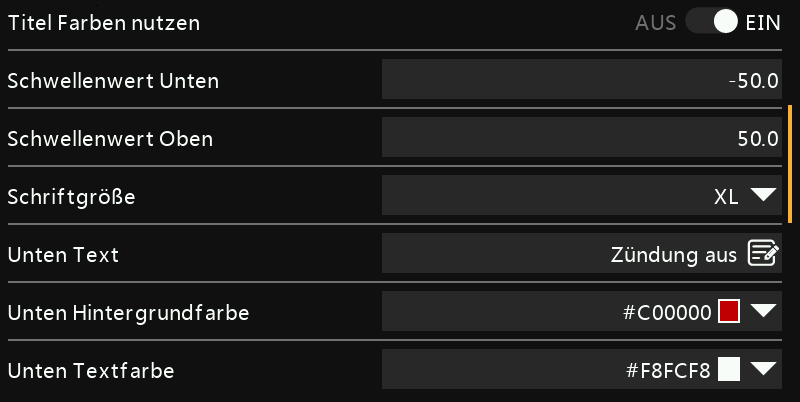 Titel Farben nutzen AUS EIN
Schwellenwert Unten -50.0
Schwellenwert Oben 50.0
Schriftgröße XL
Unten Text Zündung aus
Unten Hintergrundfarbe #C00000
Unten Textfarbe #F8FCF8